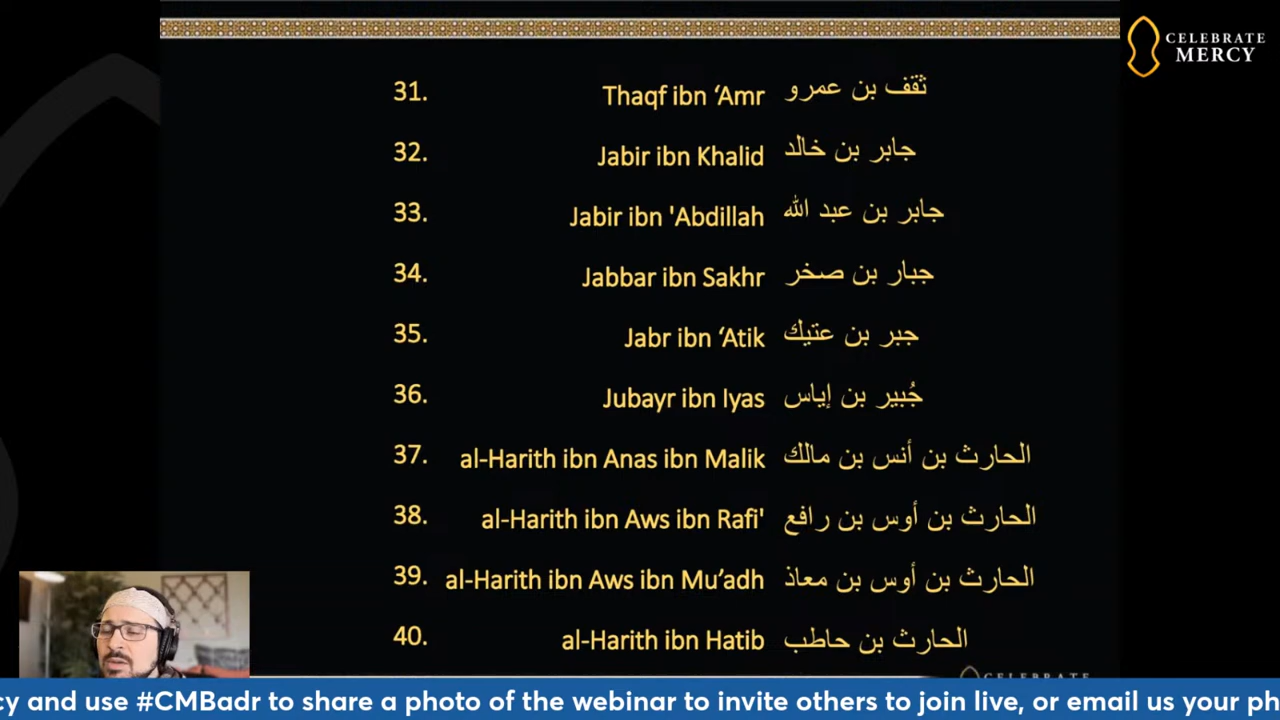 CELEBRATE
MERCY
31. Thaqf ibn ‘Amr ثقف بن عمرو
32. Jabir ibn Khalid جابر بن خالد
33. Jabir ibn 'Abdillah جابر بن عبد الله
34. Jabbar ibn Sakhr جبار بن صخر
35. Jabr ibn ‘Atik جبر بن عتيك
36. Jubayr ibn Iyas جُبير بن إياس
37. al-Harith ibn Anas ibn Malik الحارث بن أنس بن مالك
38. al-Harith ibn Aws ibn Rafi' الحارث بن أوس بن رافع
39. al-Harith ibn Aws ibn Mu’adh الحارث بن أوس بن معاذ
40. al-Harith ibn Hatib الحارث بن حاطب
CELEBRATE
cy and use #CMBadr to share a photo of the webinar to invite others to join live, or email us your ph